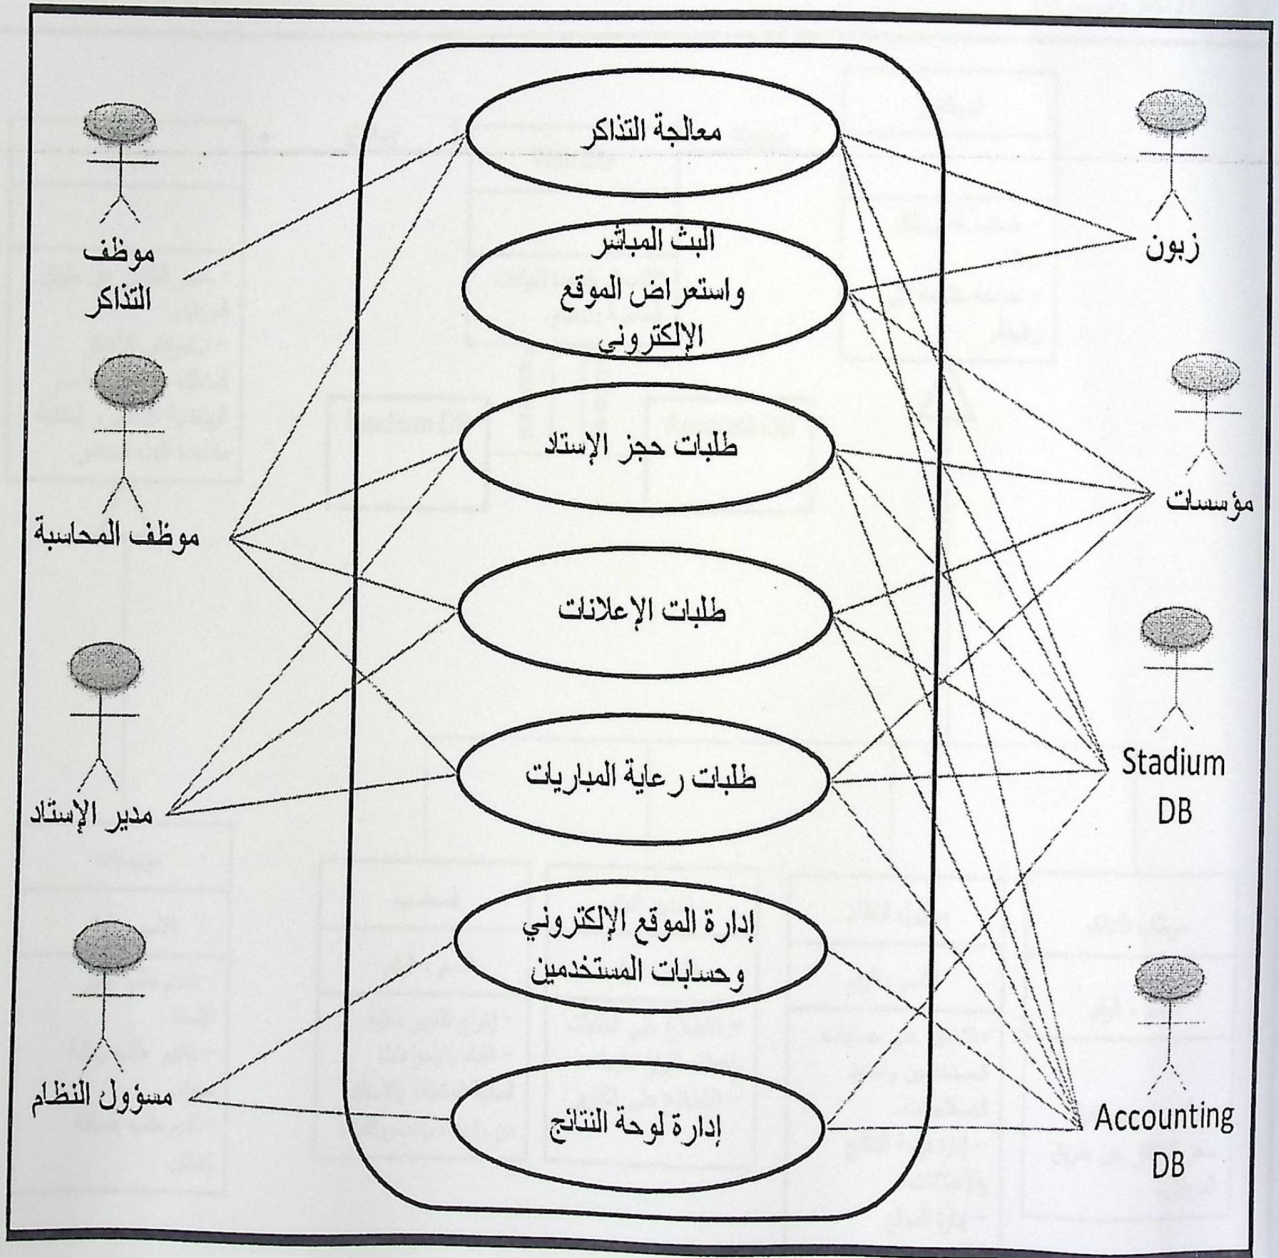 معالجة التذاكر
البث المباشر
واستعراض الموقع
الإلكتروني
طلبات حجز الإستاد
طلبات الإعلانات
طلبات رعاية المباريات
إدارة الموقع الإلكتروني
وحسابات المستخدمين
إدارة لوحة النتائج
زبون
مؤسسات
Stadium
DB
Accounting
DB
موظف
التذاكر
موظف المحاسبة
مدير الإستاد
مسؤول النظام